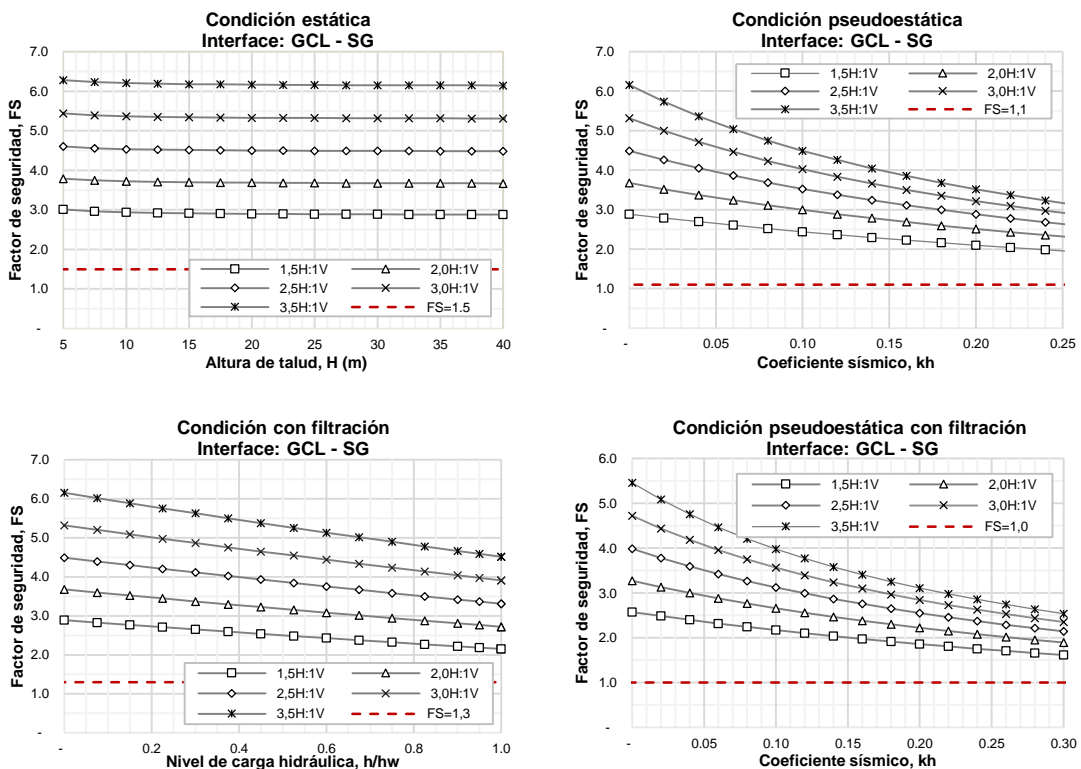 Condición estática
Interface: GCL - SG
7.0
6.0
5.0
4.0
3.0
2.0
1.0
-
Factor de seguridad, FS
1,5H:1V
2,0H:1V
2,5H:1V
3,0H:1V
3,5H:1V
FS=1.5
5
10
15
20
25
30
35
40
Altura de talud, H (m)
Condición pseudoestática
Interface: GCL - SG
7.0
6.0
5.0
4.0
3.0
2.0
1.0
-
Factor de seguridad, FS
1,5H:1V
2,0H:1V
2,5H:1V
3,0H:1V
3,5H:1V
FS=1,1
-
0.05
0.10
0.15
0.20
0.25
Coeficiente sísmico, kh
Condición con filtración
Interface: GCL - SG
7.0
6.0
5.0
4.0
3.0
2.0
1.0
-
Factor de seguridad, FS
1,5H:1V
2,0H:1V
2,5H:1V
3,0H:1V
3,5H:1V
FS=1,3
-
0.2
0.4
0.6
0.8
1.0
Nivel de carga hidráulica, h/hw
Condición pseudoestática con filtración
Interface: GCL - SG
6.0
5.0
4.0
3.0
2.0
1.0
-
Factor de seguridad, FS
1,5H:1V
2,0H:1V
2,5H:1V
3,0H:1V
3,5H:1V
FS=1,0
-
0.05
0.10
0.15
0.20
0.25
0.30
Coeficiente sísmico, kh